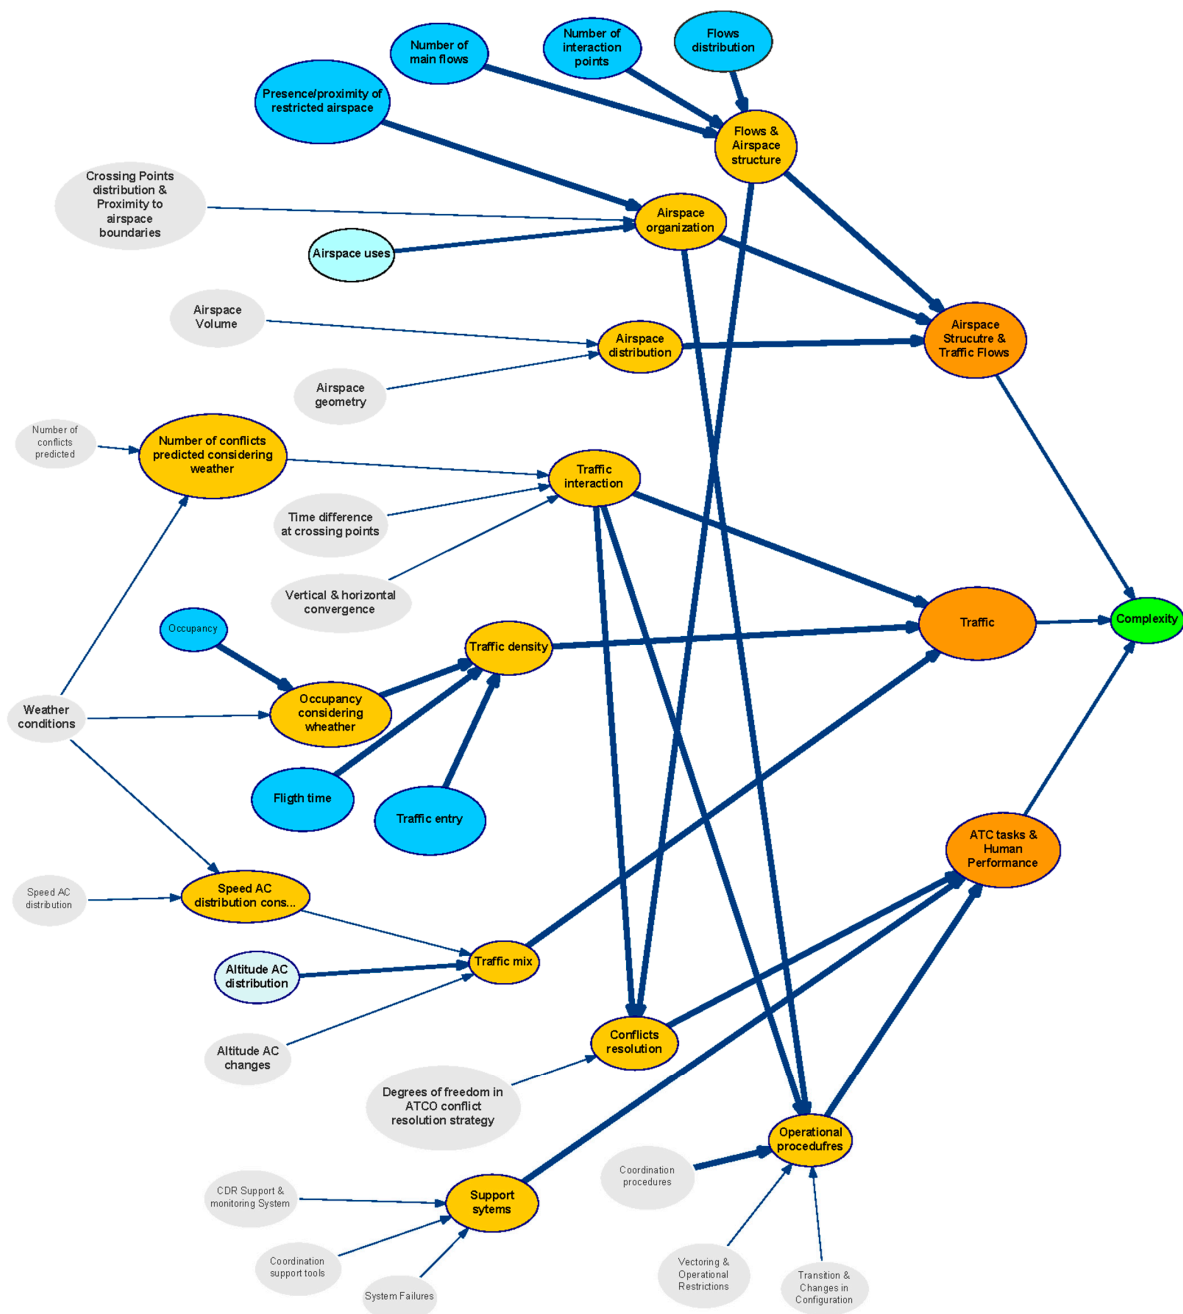 Number of
main flows
Number of
interaction
points
Flows
distribution
Presence/proximity of
restricted airspace
Flows &
Airspace
structure
Crossing Points
distribution &
Proximity to
airspace
boundaries
Airspace
organization
Airspace uses
Airspace
Volume
Airspace
distribution
Airspace
Strucutre &
Traffic Flows
Airspace
geometry
Number of
conflicts
predicted
Number of conflicts
predicted considering
weather
Traffic
interaction
Time difference
at crossing points
Vertical & horizontal
convergence
Occupancy
Traffic density
Traffic
Complexity
Weather
conditions
Occupancy
considering
wheather
Fligth time
Traffic entry
ATC tasks &
Human
Performance
Speed AC
distribution
Speed AC
distribution cons...
Traffic mix
Altitude AC
distribution
Altitude AC
changes
Conflicts
resolution
Degrees of freedom in
ATCO conflict
resolution strategy
Operational
procedufres
Coordination
procedures
CDR Support &
monitoring System
Support
sytems
Coordination
support tools
System Failures
Vectoring &
Operational
Restrictions
Transition &
Changes in
Configuration